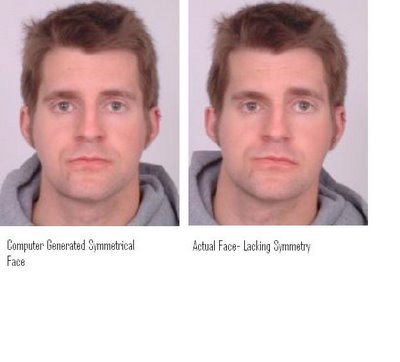 Computer Generated Symmetrical
Face
Actual Face- Lacking Symmetry